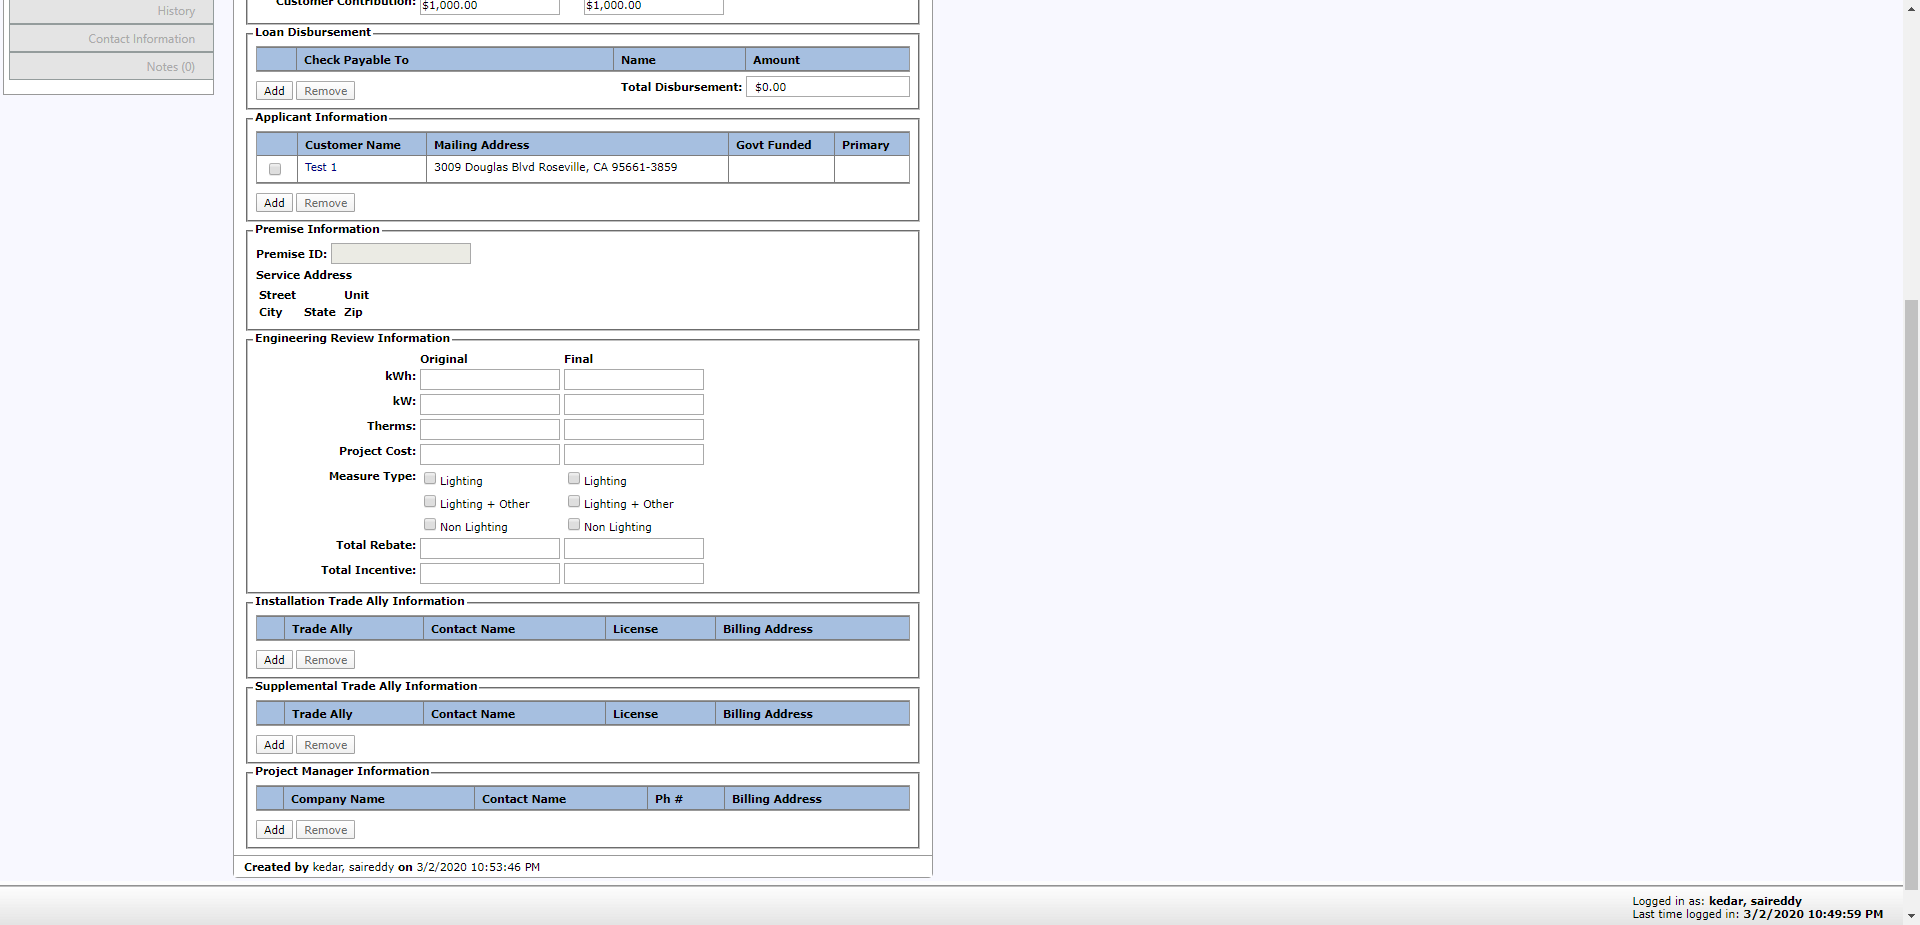 History
Contact Information
Notes (0)
Customer Contribution: $1,000.00 $1,000.00
Loan Disbursement
Check Payable To Name Amount
Add Remove Total Disbursement: $0.00
Applicant Information
Customer Name Mailing Address Govt Funded Primary
Test 1 3009 Douglas Blvd Roseville, CA 95661-3859
Add Remove
Premise Information
Premise ID:
Service Address
Street Unit
City State Zip
Engineering Review Information
Original Final
kWh:
kW:
Therms:
Project Cost:
Measure Type: Lighting Lighting
Lighting + Other Lighting + Other
Non Lighting Non Lighting
Total Rebate:
Total Incentive:
Installation Trade Ally Information
Trade Ally Contact Name License Billing Address
Add Remove
Supplemental Trade Ally Information
Trade Ally Contact Name License Billing Address
Add Remove
Project Manager Information
Company Name Contact Name Ph # Billing Address
Add Remove
Created by kedar, saireddy on 3/2/2020 10:53:46 PM
Logged in as: kedar, saireddy
Last time logged in: 3/2/2020 10:49:59 PM